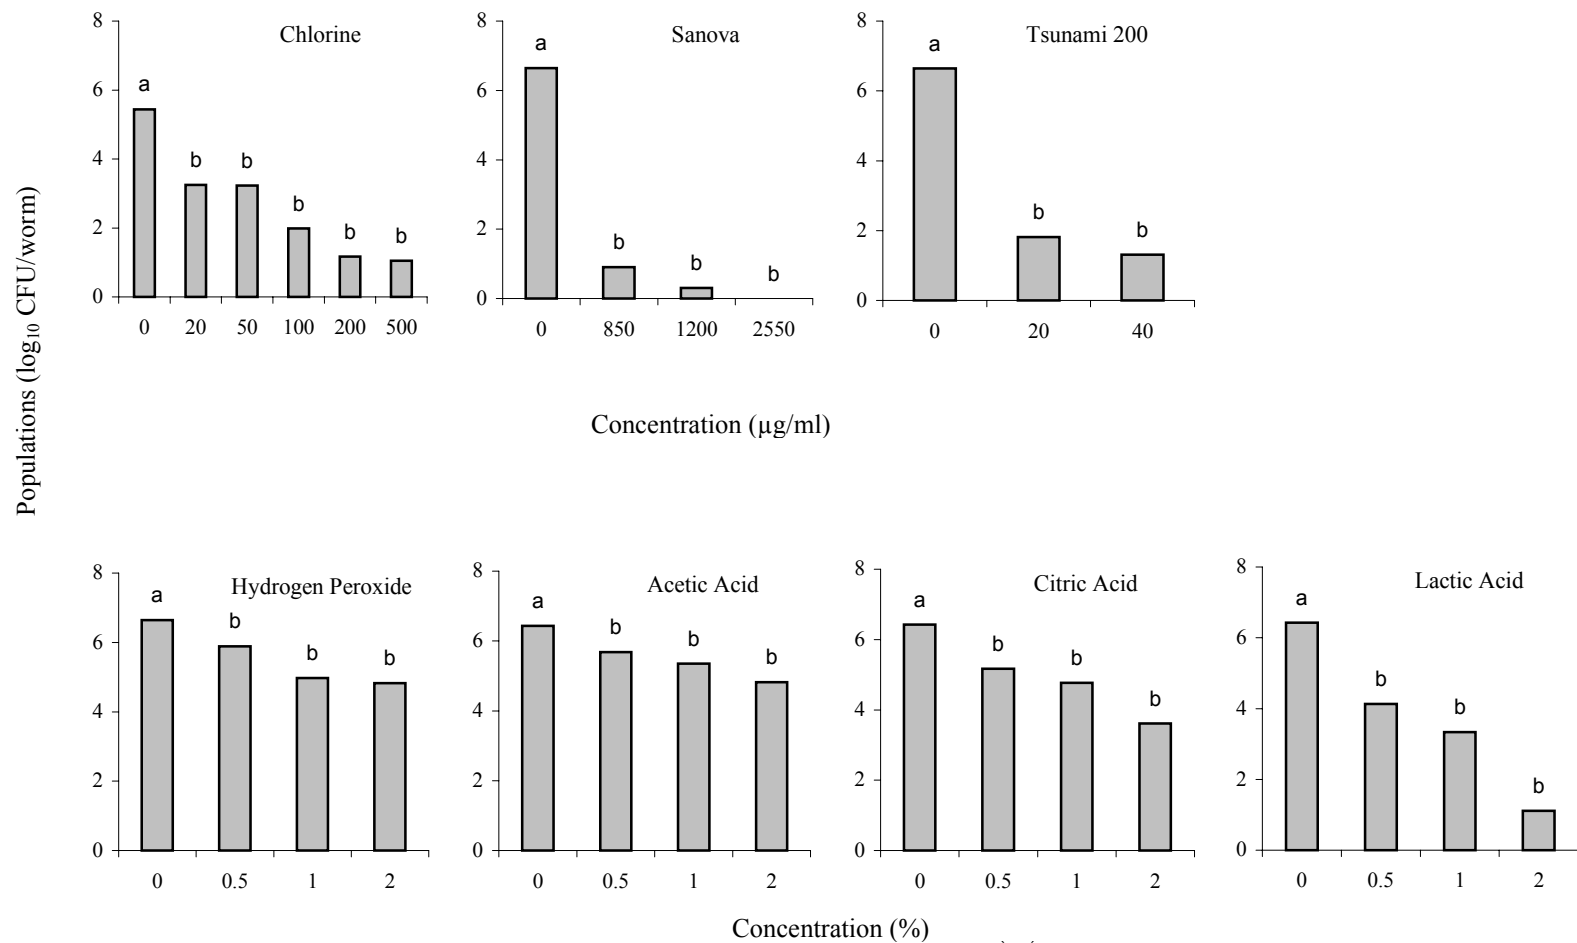 Populations (log₁₀ CFU/worm)
Chlorine
8
6
4
2
0
a
b
b
b
b
b
0 20 50 100 200 500
Sanova
8
6
4
2
0
a
b
b
b
0 850 1200 2550
Tsunami 200
8
6
4
2
0
a
b
b
0 20 40
Concentration (µg/ml)
Hydrogen Peroxide
8
6
4
2
0
a
b
b
b
0 0.5 1 2
Acetic Acid
8
6
4
2
0
a
b
b
b
0 0.5 1 2
Citric Acid
8
6
4
2
0
a
b
b
b
0 0.5 1 2
Lactic Acid
8
6
4
2
0
a
b
b
b
0 0.5 1 2
Concentration (%)